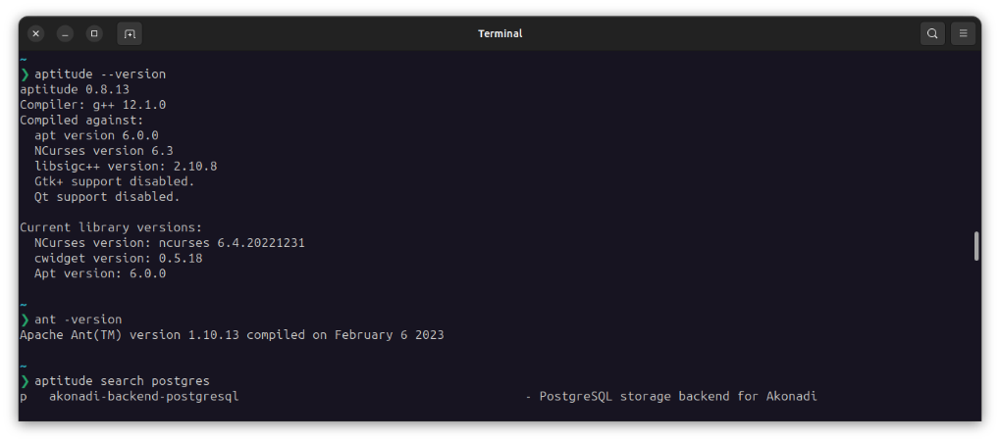 Terminal
~
❯ aptitude --version
aptitude 0.8.13
Compiler: g++ 12.1.0
Compiled against:
  apt version 6.0.0
  NCurses version 6.3
  libsigc++ version: 2.10.8
  Gtk+ support disabled.
  Qt support disabled.

Current library versions:
  NCurses version: ncurses 6.4.20221231
  cwidget version: 0.5.18
  Apt version: 6.0.0

~
❯ ant -version
Apache Ant(TM) version 1.10.13 compiled on February 6 2023

~
❯ aptitude search postgres
p   akonadi-backend-postgresql                                       - PostgreSQL storage backend for Akonadi